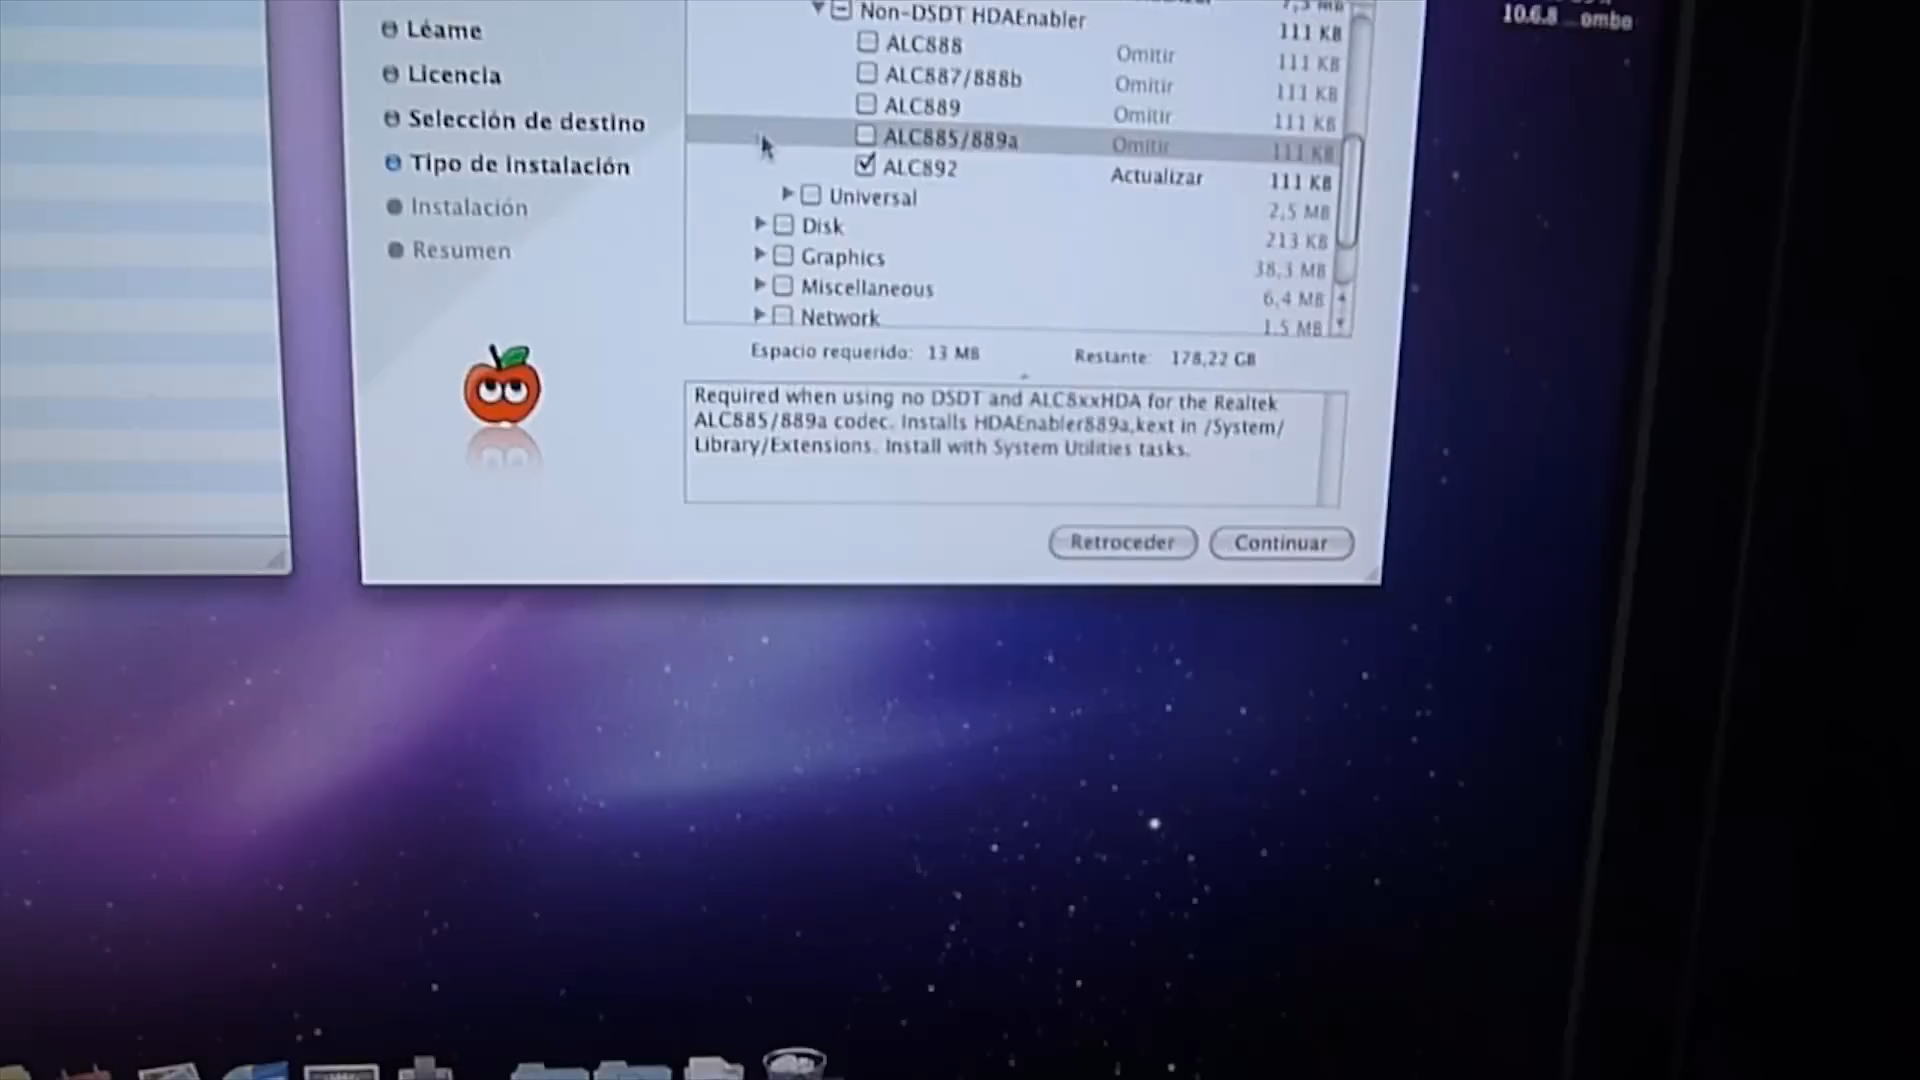 10.6.8 ...ombo
Léame
Licencia
Selección de destino
Tipo de instalación
Instalación
Resumen
Non-DSDT HDAEnabler 111 KB
ALC888 Omitir 111 KB
ALC887/888b Omitir 111 KB
ALC889 Omitir 111 KB
ALC885/889a Omitir 111 KB
ALC892 Actualizar 111 KB
Universal 2,5 MB
Disk 213 KB
Graphics 38,3 MB
Miscellaneous 6,4 MB
Network 1,5 MB
Espacio requerido: 13 MB Restante: 178,22 GB
Required when using no DSDT and ALC8xxHDA for the Realtek
ALC885/889a codec. Installs HDAEnabler889a.kext in /System/
Library/Extensions. Install with System Utilities tasks.
Retroceder Continuar